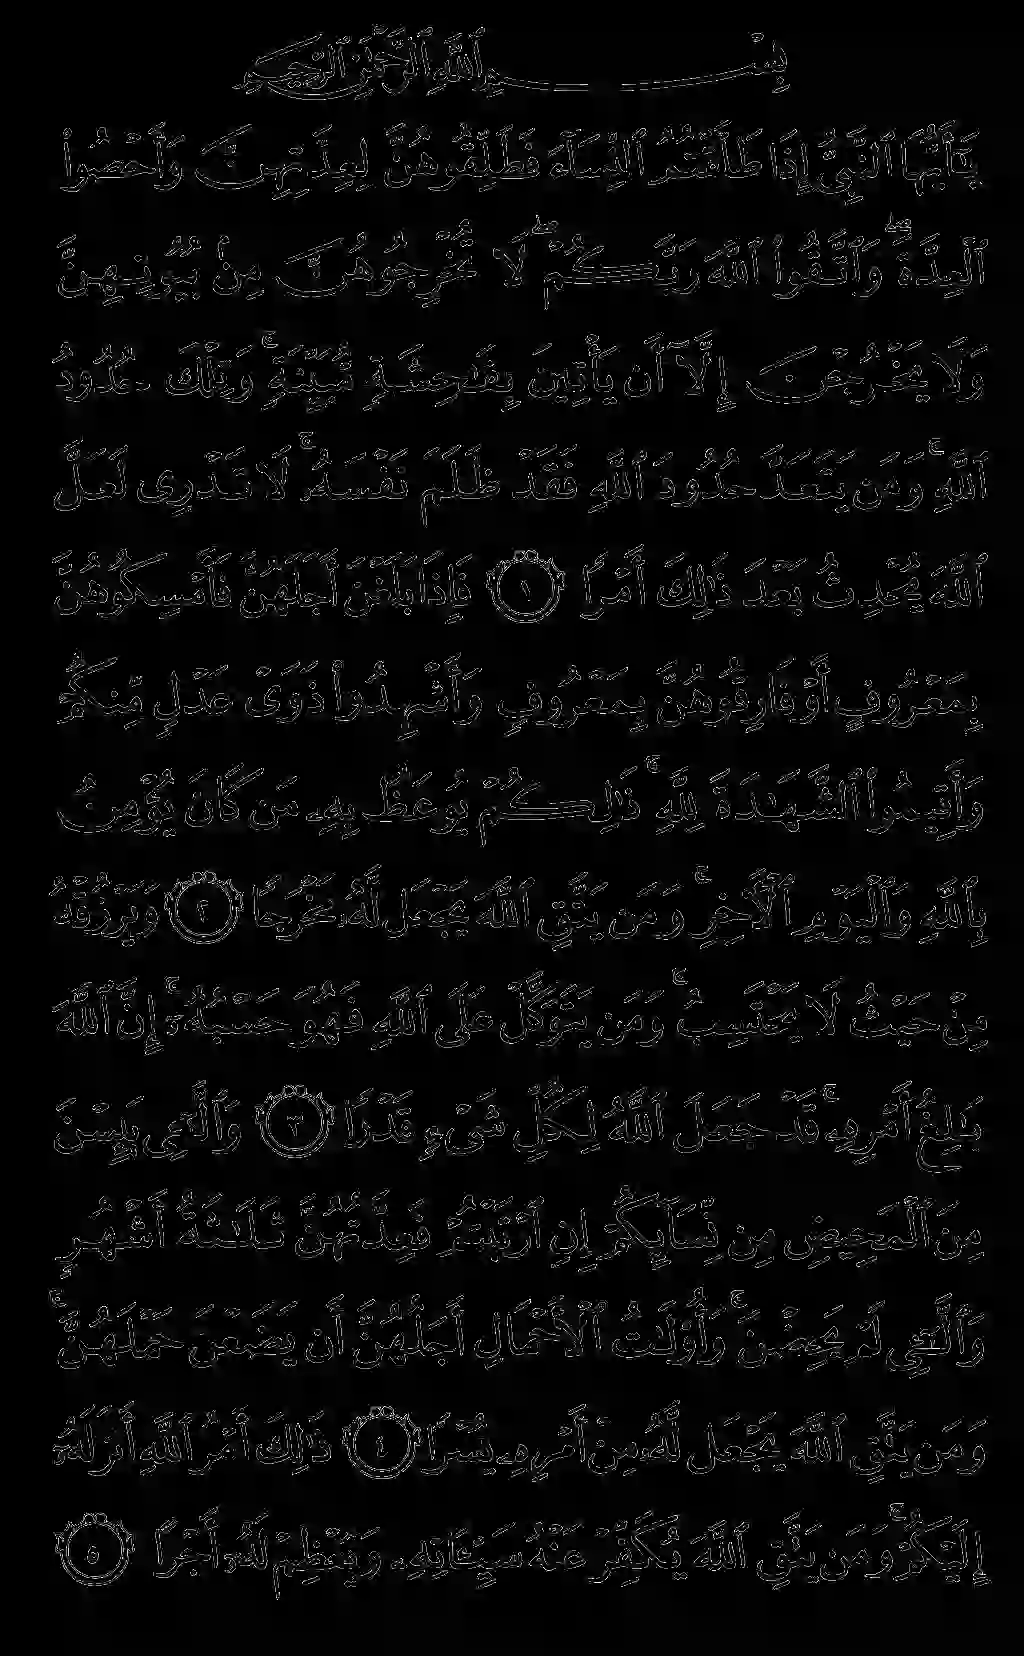 بِسْمِ ٱللَّهِ ٱلرَّحْمَٰنِ ٱلرَّحِيمِ
يَٰٓأَيُّهَا ٱلنَّبِىُّ إِذَا طَلَّقْتُمُ ٱلنِّسَآءَ فَطَلِّقُوهُنَّ لِعِدَّتِهِنَّ وَأَحْصُوا۟
ٱلْعِدَّةَ ۖ وَٱتَّقُوا۟ ٱللَّهَ رَبَّكُمْ ۖ لَا تُخْرِجُوهُنَّ مِنۢ بُيُوتِهِنَّ
وَلَا يَخْرُجْنَ إِلَّآ أَن يَأْتِينَ بِفَٰحِشَةٍ مُّبَيِّنَةٍ ۚ وَتِلْكَ حُدُودُ
ٱللَّهِ ۚ وَمَن يَتَعَدَّ حُدُودَ ٱللَّهِ فَقَدْ ظَلَمَ نَفْسَهُۥ ۚ لَا تَدْرِى لَعَلَّ
ٱللَّهَ يُحْدِثُ بَعْدَ ذَٰلِكَ أَمْرًا ١ فَإِذَا بَلَغْنَ أَجَلَهُنَّ فَأَمْسِكُوهُنَّ
بِمَعْرُوفٍ أَوْ فَارِقُوهُنَّ بِمَعْرُوفٍ وَأَشْهِدُوا۟ ذَوَىْ عَدْلٍ مِّنكُمْ
وَأَقِيمُوا۟ ٱلشَّهَٰدَةَ لِلَّهِ ۚ ذَٰلِكُمْ يُوعَظُ بِهِۦ مَن كَانَ يُؤْمِنُ
بِٱللَّهِ وَٱلْيَوْمِ ٱلْءَاخِرِ ۚ وَمَن يَتَّقِ ٱللَّهَ يَجْعَل لَّهُۥ مَخْرَجًا ٢ وَيَرْزُقْهُ
مِنْ حَيْثُ لَا يَحْتَسِبُ ۚ وَمَن يَتَوَكَّلْ عَلَى ٱللَّهِ فَهُوَ حَسْبُهُۥٓ ۚ إِنَّ ٱللَّهَ
بَٰلِغُ أَمْرِهِۦ ۚ قَدْ جَعَلَ ٱللَّهُ لِكُلِّ شَىْءٍ قَدْرًا ٣ وَٱلَّٰٓـِٔى يَئِسْنَ
مِنَ ٱلْمَحِيضِ مِن نِّسَآئِكُمْ إِنِ ٱرْتَبْتُمْ فَعِدَّتُهُنَّ ثَلَٰثَةُ أَشْهُرٍ
وَٱلَّٰٓـِٔى لَمْ يَحِضْنَ ۚ وَأُو۟لَٰتُ ٱلْأَحْمَالِ أَجَلُهُنَّ أَن يَضَعْنَ حَمْلَهُنَّ ۚ
وَمَن يَتَّقِ ٱللَّهَ يَجْعَل لَّهُۥ مِنْ أَمْرِهِۦ يُسْرًا ٤ ذَٰلِكَ أَمْرُ ٱللَّهِ أَنزَلَهُۥٓ
إِلَيْكُمْ ۚ وَمَن يَتَّقِ ٱللَّهَ يُكَفِّرْ عَنْهُ سَيِّـَٔاتِهِۦ وَيُعْظِمْ لَهُۥٓ أَجْرًا ٥